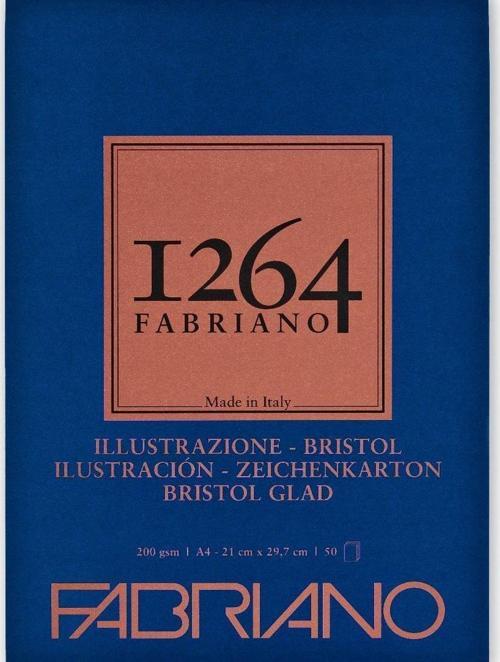 1264
FABRIANO
Made in Italy
ILLUSTRAZIONE - BRISTOL
ILUSTRACIÓN - ZEICHENKARTON
BRISTOL GLAD
200 gsm | A4 - 21 cm x 29,7 cm | 50
FABRIANO